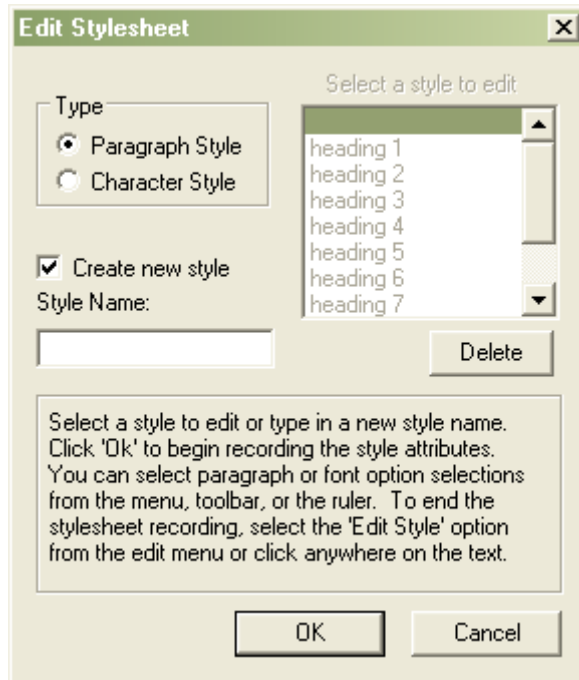 Edit Stylesheet
Select a style to edit
Type
Paragraph Style
Character Style
heading 1
heading 2
heading 3
heading 4
heading 5
heading 6
heading 7
Create new style
Style Name:
Delete
Select a style to edit or type in a new style name.
Click 'Ok' to begin recording the style attributes.
You can select paragraph or font option selections
from the menu, toolbar, or the ruler.  To end the
stylesheet recording, select the 'Edit Style' option
from the edit menu or click anywhere on the text.
OK
Cancel